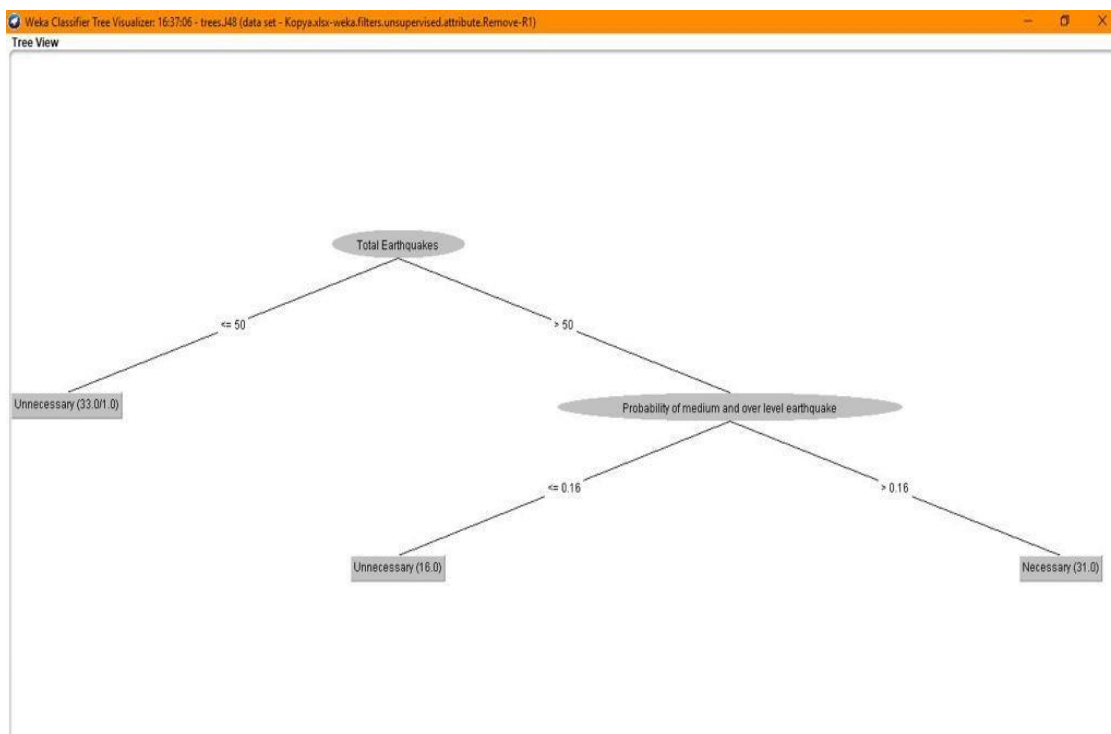 Weka Classifier Tree Visualizer: 16:37:06 - trees.J48 (data set - Kopya.xlsx-weka.filters.unsupervised.attribute.Remove-R1)
Tree View
Total Earthquakes
<= 50
> 50
Unnecessary (33.0/1.0)
Probability of medium and over level earthquake
<= 0.16
> 0.16
Unnecessary (16.0)
Necessary (31.0)